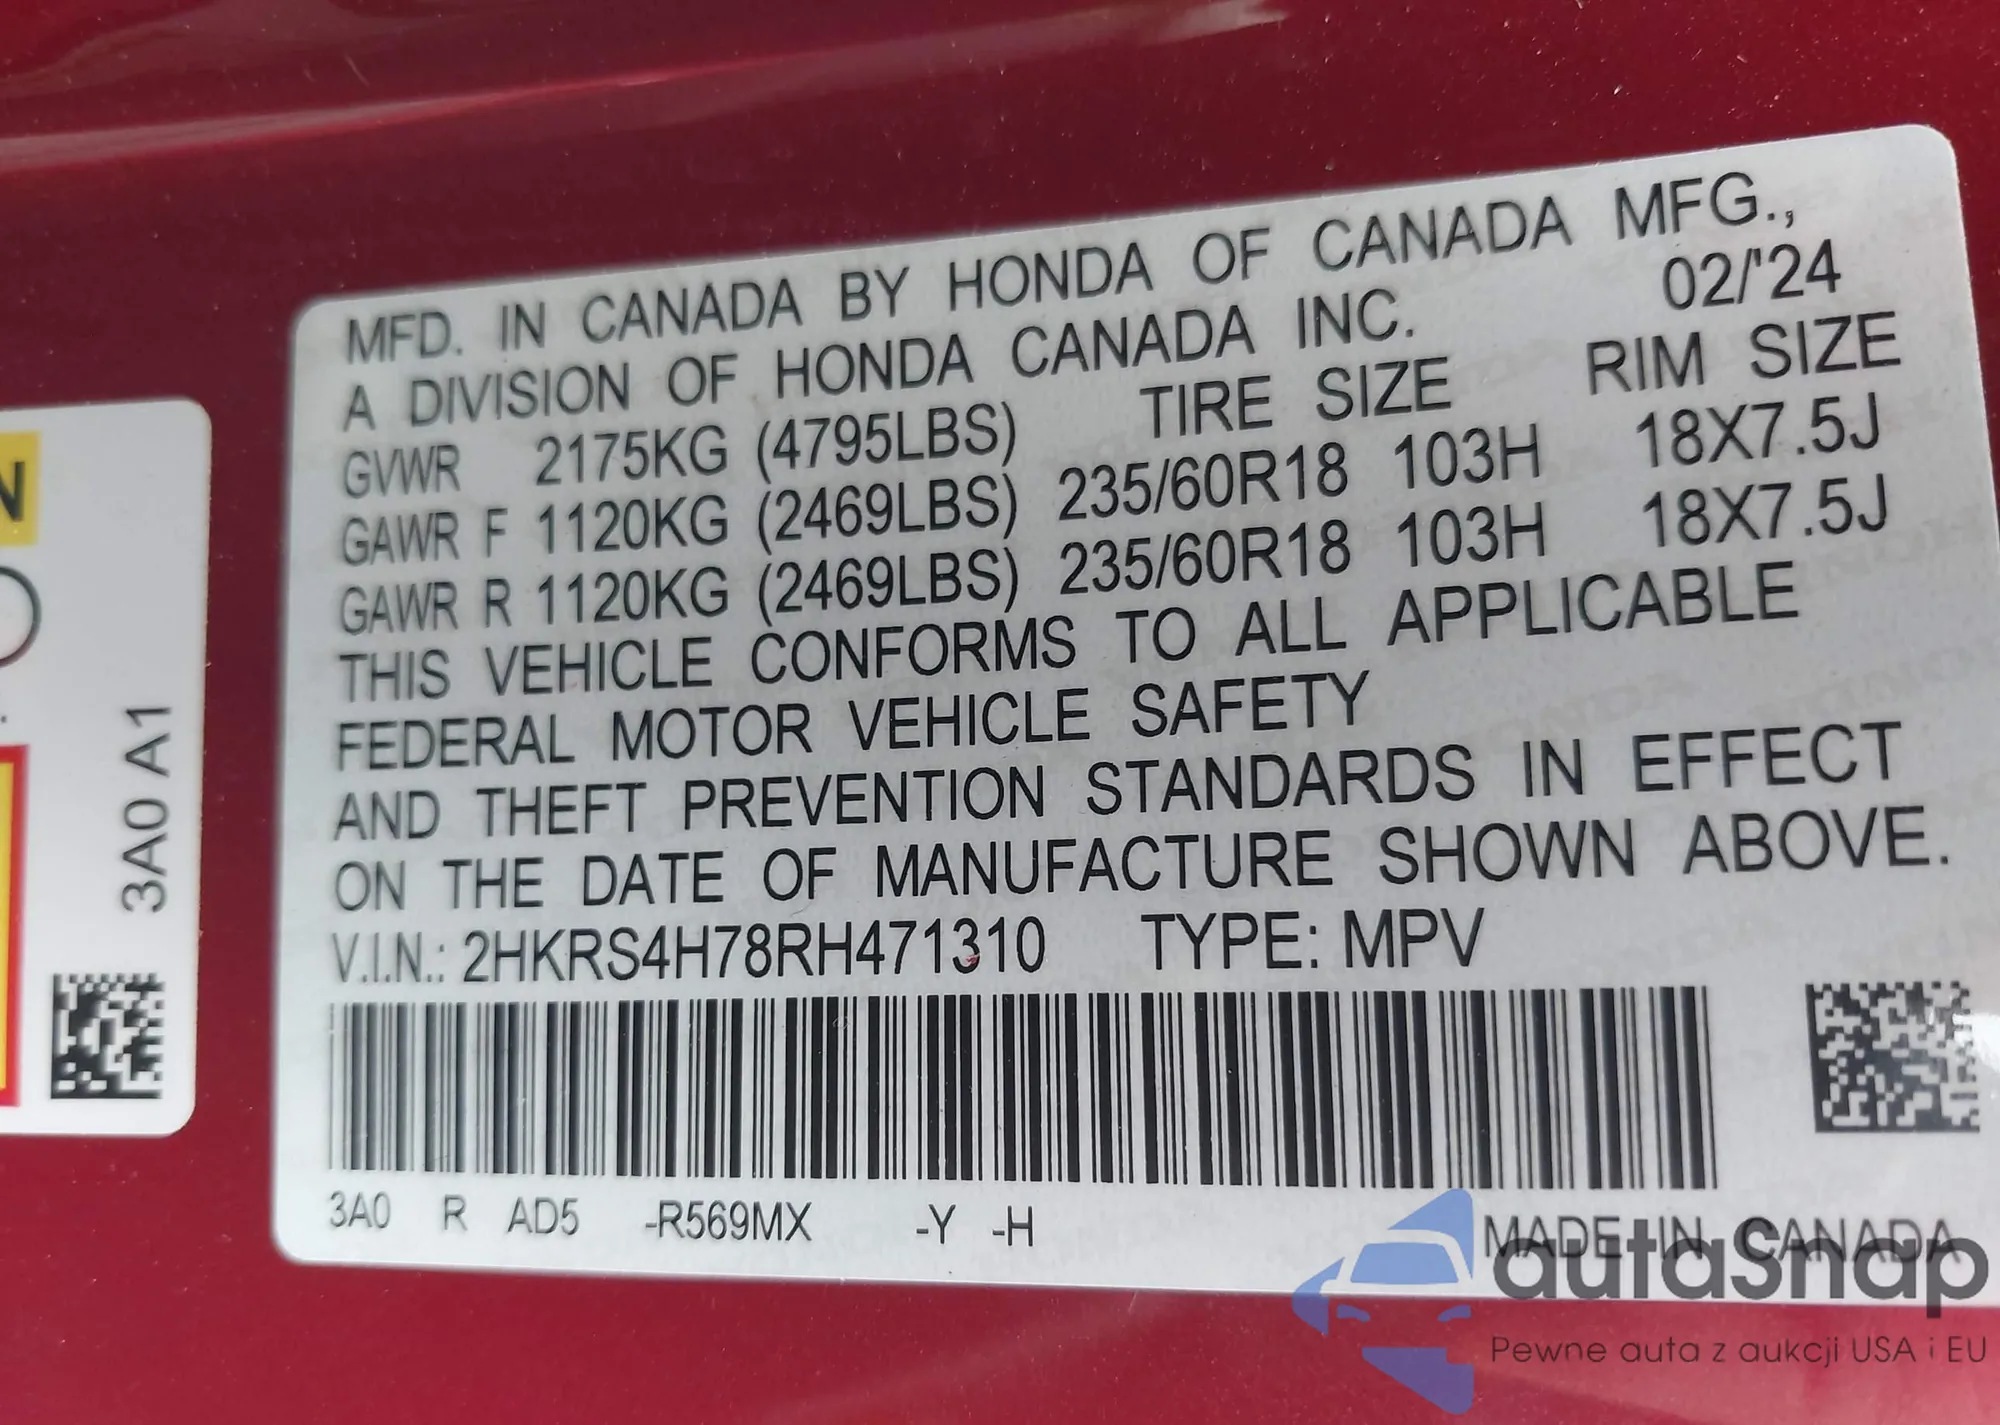 MFD. IN CANADA BY HONDA OF CANADA MFG.,
A DIVISION OF HONDA CANADA INC. 02/'24
GVWR 2175KG (4795LBS) TIRE SIZE RIM SIZE
GAWR F 1120KG (2469LBS) 235/60R18 103H 18X7.5J
GAWR R 1120KG (2469LBS) 235/60R18 103H 18X7.5J
THIS VEHICLE CONFORMS TO ALL APPLICABLE
FEDERAL MOTOR VEHICLE SAFETY
AND THEFT PREVENTION STANDARDS IN EFFECT
ON THE DATE OF MANUFACTURE SHOWN ABOVE.
V.I.N.: 2HKRS4H78RH471310 TYPE: MPV
3A0 R AD5 -R569MX -Y -H
MADE IN CANADA
N
3A0 A1
autaSnap
Pewne auta z aukcji USA i EU